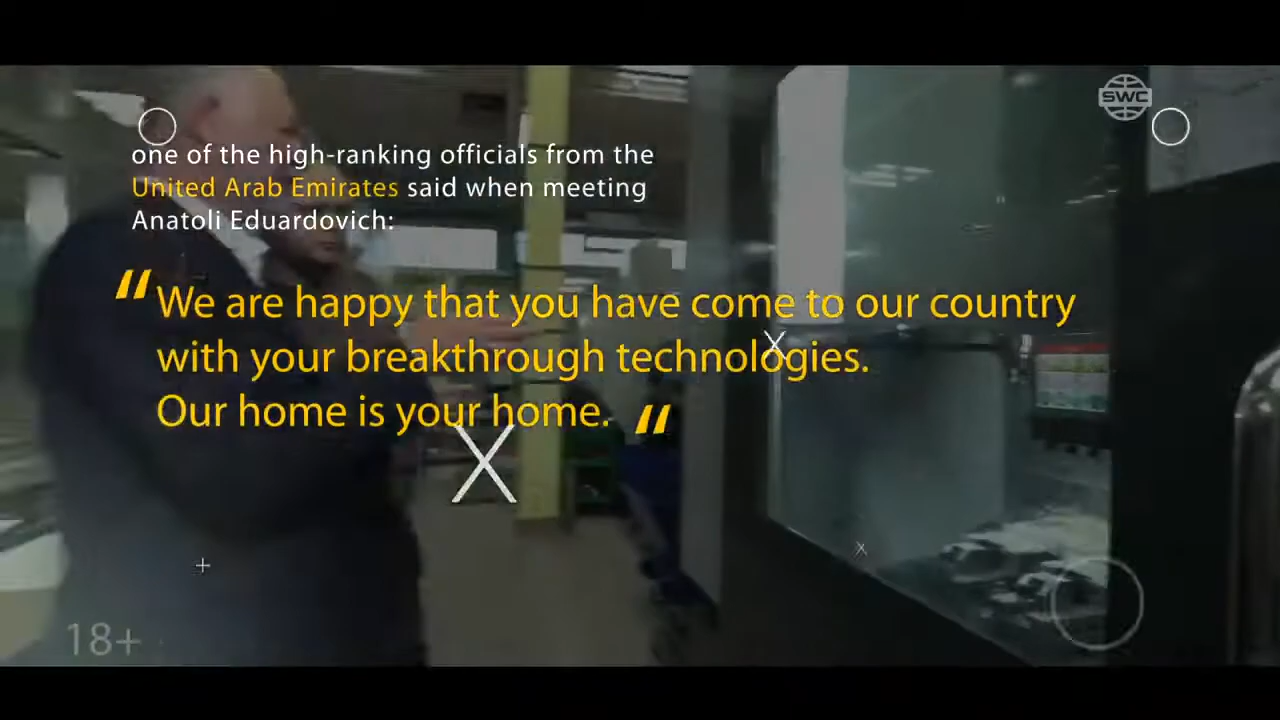 SWC
one of the high-ranking officials from the
United Arab Emirates said when meeting
Anatoli Eduardovich:
“We are happy that you have come to our country
with your breakthrough technologies.
Our home is your home.“
18+